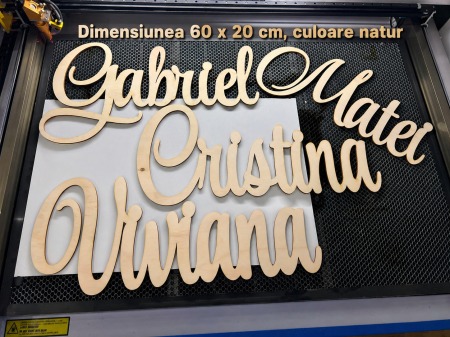 Dimensiunea 60 x 20 cm, culoare natur
Gabriel
Matei
Cristina
Viviana